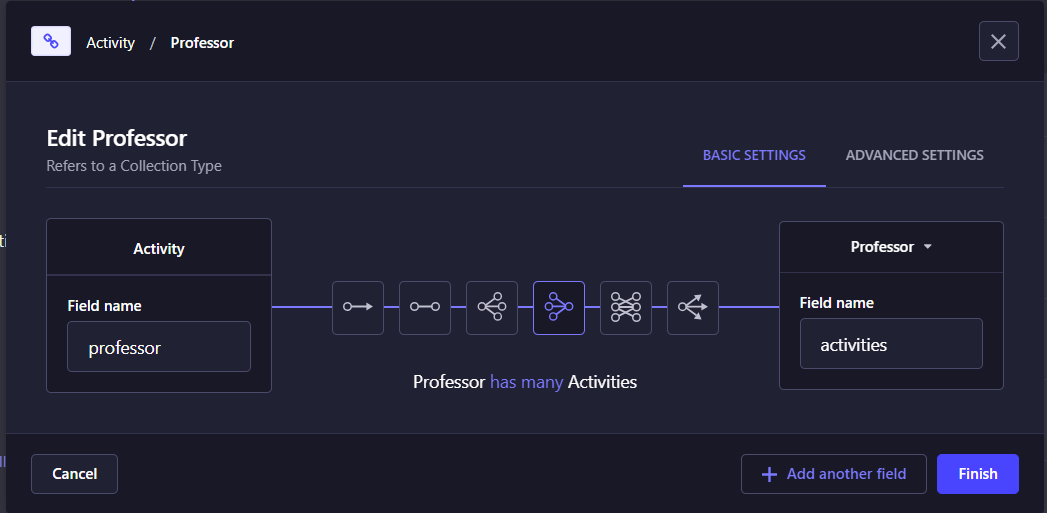 Activity / Professor
Edit Professor
Refers to a Collection Type
BASIC SETTINGS ADVANCED SETTINGS
Activity
Field name
professor
Professor
Field name
activities
Professor has many Activities
Cancel
Add another field
Finish